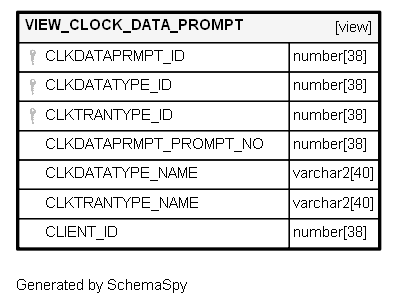 VIEW_CLOCK_DATA_PROMPT [view]
CLKDATAPRMPT_ID number[38]
CLKDATATYPE_ID number[38]
CLKTRANTYPE_ID number[38]
CLKDATAPRMPT_PROMPT_NO number[38]
CLKDATATYPE_NAME varchar2[40]
CLKTRANTYPE_NAME varchar2[40]
CLIENT_ID number[38]
Generated by SchemaSpy